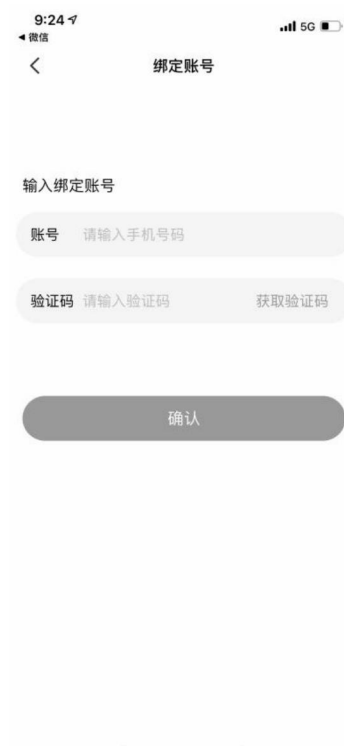 9:24
5G
◀ 微信
绑定账号
输入绑定账号
账号 请输入手机号码
验证码 请输入验证码 获取验证码
确认